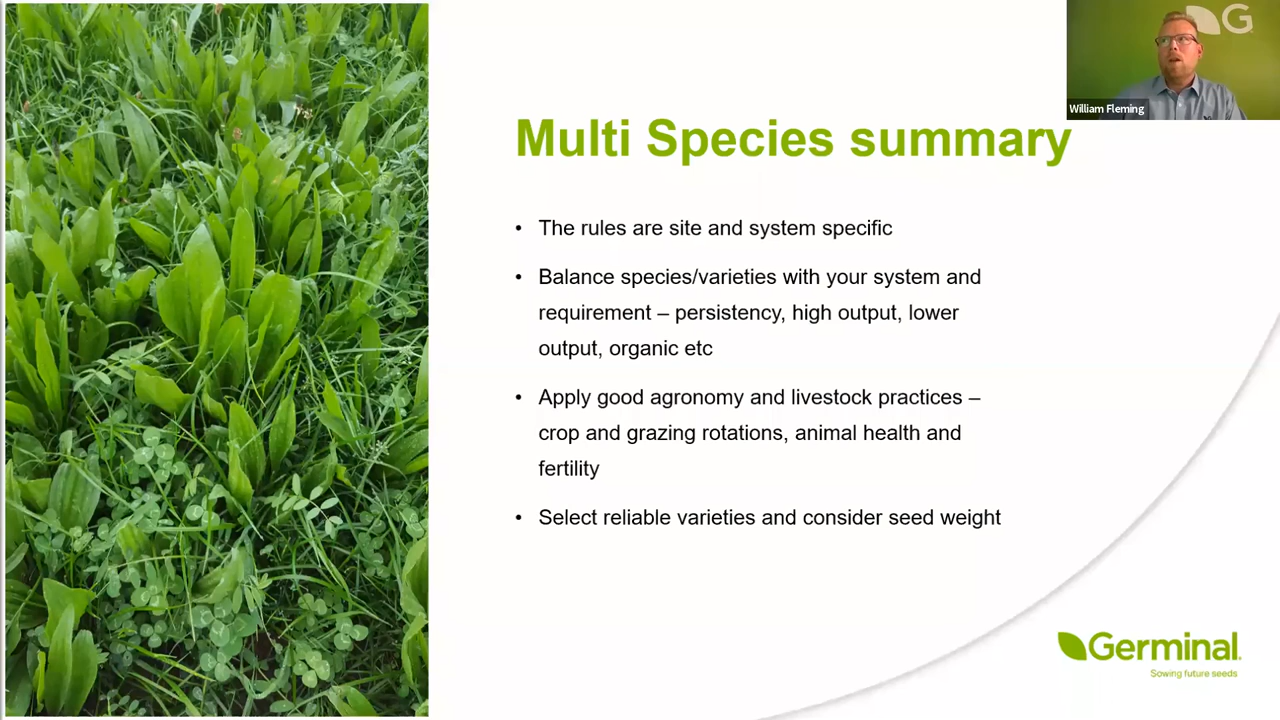 G
William Fleming
Multi Species summary
• The rules are site and system specific
• Balance species/varieties with your system and
requirement – persistency, high output, lower
output, organic etc
• Apply good agronomy and livestock practices –
crop and grazing rotations, animal health and
fertility
• Select reliable varieties and consider seed weight
Germinal.
Sowing future seeds